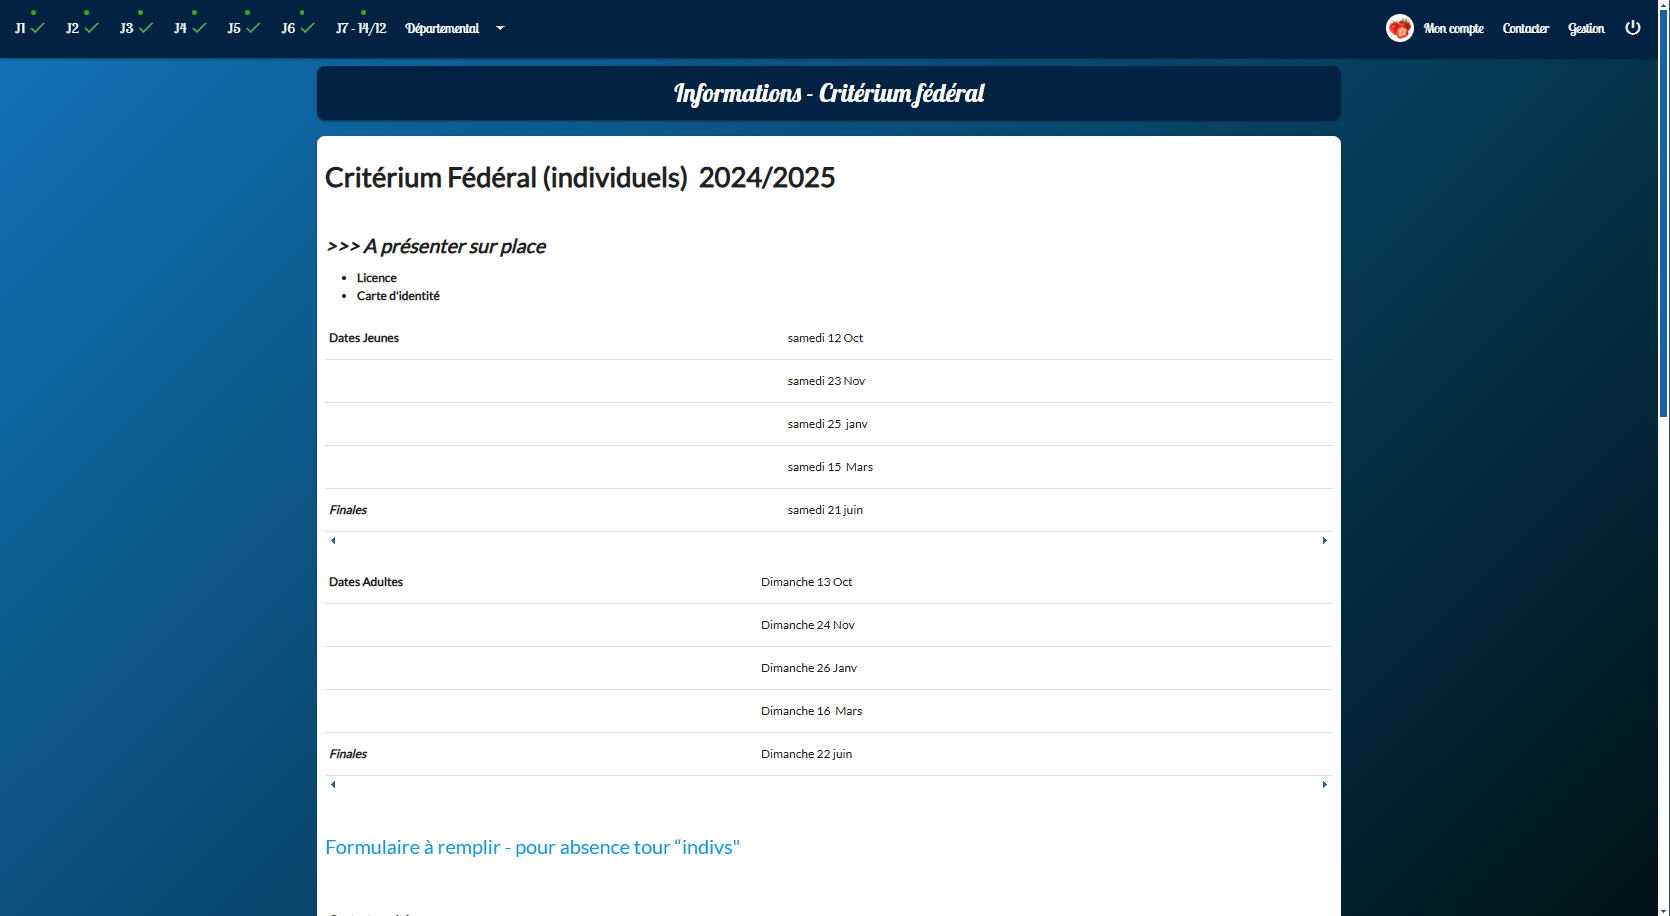 J1 J2 J3 J4 J5 J6 J7 - 14/12 Départemental Mon compte Contacter Gestion
Informations - Critérium fédéral
Critérium Fédéral (individuels) 2024/2025
>>> A présenter sur place
• Licence
• Carte d'identité
Dates Jeunes samedi 12 Oct
samedi 23 Nov
samedi 25 janv
samedi 15 Mars
Finales samedi 21 juin
Dates Adultes Dimanche 13 Oct
Dimanche 24 Nov
Dimanche 26 Janv
Dimanche 16 Mars
Finales Dimanche 22 juin
Formulaire à remplir - pour absence tour “indivs"